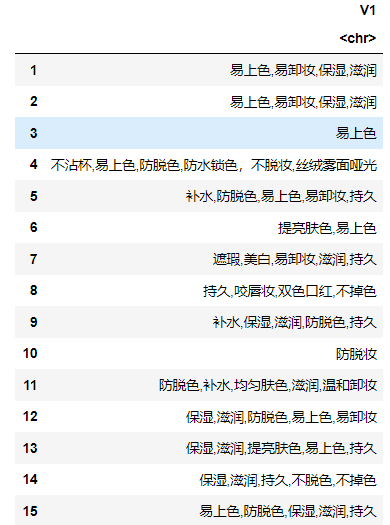 V1
<chr>
1 易上色,易卸妆,保湿,滋润
2 易上色,易卸妆,保湿,滋润
3 易上色
4 不沾杯,易上色,防脱色,防水锁色，不脱妆,丝绒雾面哑光
5 补水,防脱色,易上色,易卸妆,持久
6 提亮肤色,易上色
7 遮瑕,美白,易卸妆,滋润,持久
8 持久,咬唇妆,双色口红,不掉色
9 补水,保湿,滋润,防脱色,持久
10 防脱妆
11 防脱色,补水,均匀肤色,滋润,温和卸妆
12 保湿,滋润,防脱色,易上色,易卸妆
13 保湿,滋润,提亮肤色,易上色,持久
14 保湿,滋润,持久,不脱色,不掉色
15 易上色,防脱色,保湿,滋润,持久